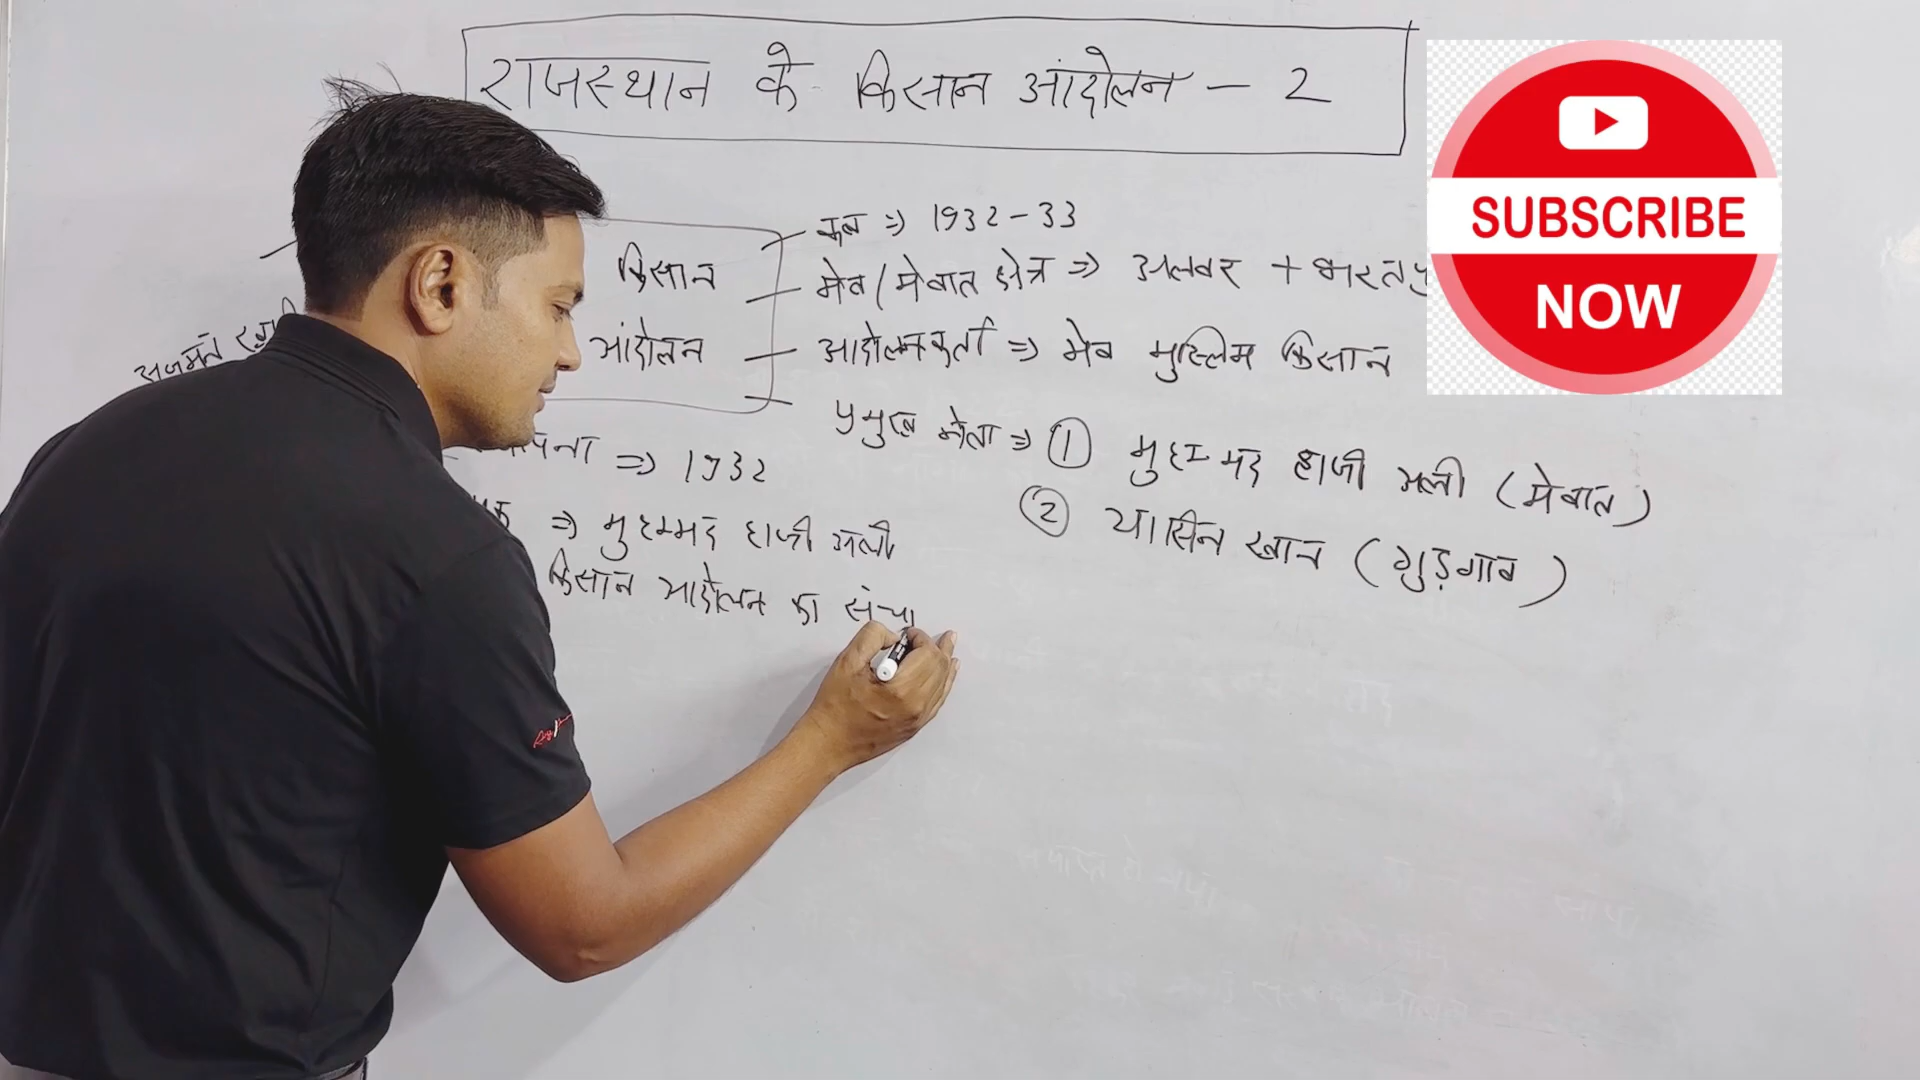 राजस्थान के किसान आंदोलन - 2
SUBSCRIBE
NOW
किसान
आंदोलन
कब ⇒ 1932-33
मेव / मेवात क्षेत्र ⇒ अलवर + भरतपु
आंदोलनकर्ता ⇒ मेव मुस्लिम किसान
प्रमुख नेता ⇒ ① मुहम्मद हाजी अली (मेवात)
② यासिन खान (गुड़गाव)
⇒ 1932
⇒ मुहम्मद हाजी अली
किसान आंदोलन का संचा